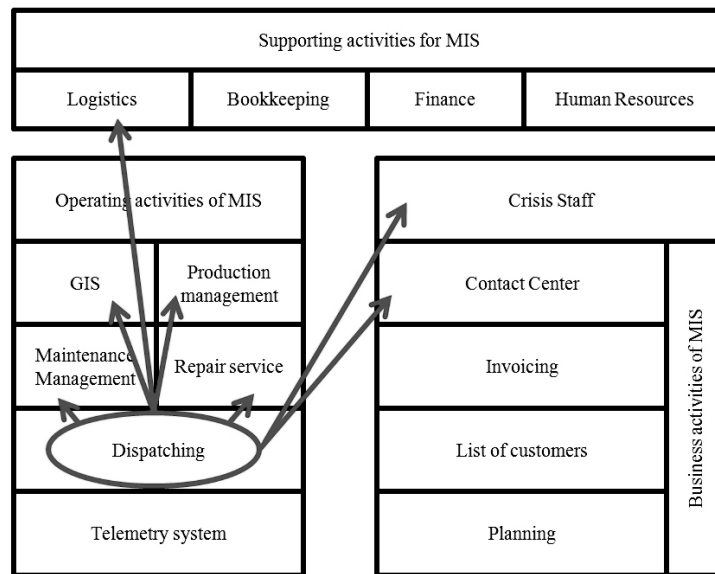 Supporting activities for MIS
Logistics
Bookkeeping
Finance
Human Resources
Operating activities of MIS
GIS
Production
management
Maintenance
Management
Repair service
Dispatching
Telemetry system
Crisis Staff
Contact Center
Invoicing
List of customers
Planning
Business activities of MIS